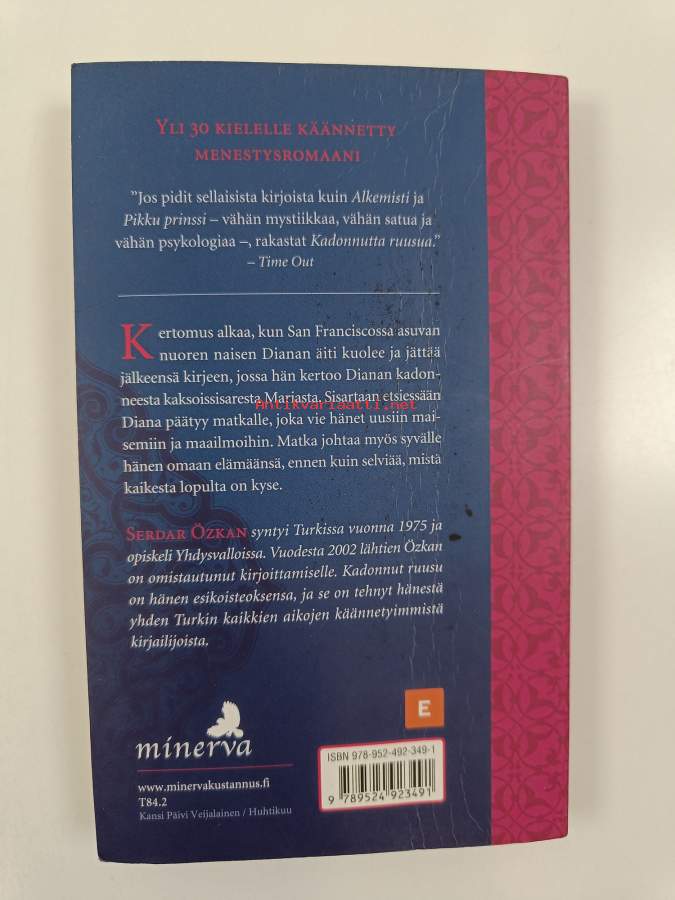 YLI 30 KIELELLE KÄÄNNETTY
MENESTYSROMAANI
”Jos pidit sellaisista kirjoista kuin Alkemisti ja
Pikku prinssi – vähän mystiikkaa, vähän satua ja
vähän psykologiaa –, rakastat Kadonnutta ruusua.”
– Time Out
Kertomus alkaa, kun San Franciscossa asuvan
nuoren naisen Dianan äiti kuolee ja jättää
jälkeensä kirjeen, jossa hän kertoo Dianan kadon-
neesta kaksoissisaresta, Mariasta. Sisartaan etsiessään
Antikvariaatti.net
Diana päätyy matkalle, joka vie hänet uusiin mai-
semiin ja maailmoihin. Matka johtaa myös syvälle
hänen omaan elämäänsä, ennen kuin selviää, mistä
kaikesta lopulta on kyse.
SERDAR ÖZKAN syntyi Turkissa vuonna 1975 ja
opiskeli Yhdysvalloissa. Vuodesta 2002 lähtien Özkan
on omistautunut kirjoittamiselle. Kadonnut ruusu
on hänen esikoisteoksensa, ja se on tehnyt hänestä
yhden Turkin kaikkien aikojen käännetyimmistä
kirjailijoista.
E
minerva
www.minervakustannus.fi
T84.2
Kansi Päivi Veijalainen / Huhtikuu
ISBN 978-952-492-349-1
9 789524 923491